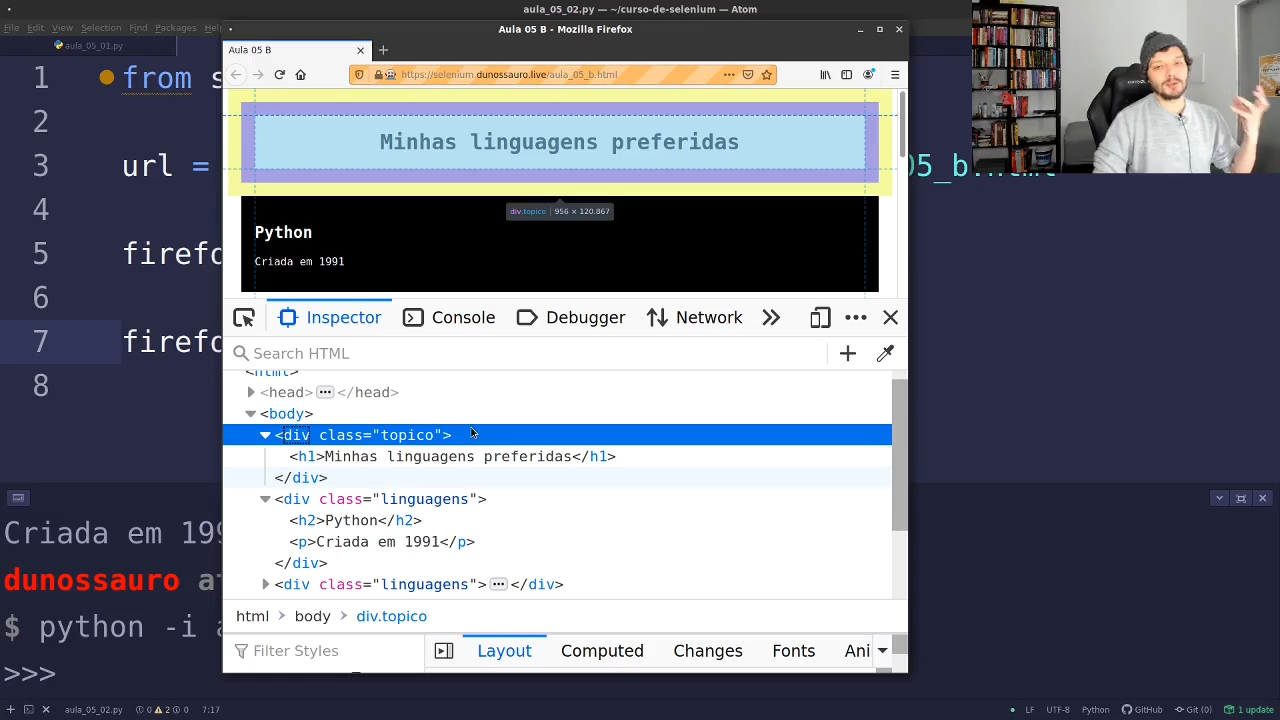 aula_05_02.py — ~/curso-de-selenium — Atom
File Edit View Selection Find Packages
Aula 05 B - Mozilla Firefox
aula_05_01.py
Aula 05 B
https://selenium.dunossauro.live/aula_05_b.html
1 from s
2
3 url =
4
5 firefo
6
7 firefo
8
Minhas linguagens preferidas
div.topico 956 × 120.867
Python
Criada em 1991
Inspector Console Debugger Network
Search HTML
<html>
<head> </head>
<body>
<div class="topico">
<h1>Minhas linguagens preferidas</h1>
</div>
<div class="linguagens">
<h2>Python</h2>
<p>Criada em 1991</p>
</div>
<div class="linguagens"> </div>
html body div.topico
Filter Styles Layout Computed Changes Fonts Ani
Criada em 199
dunossauro at
$ python -i a
>>>
aula_05_02.py 0 2 0 7:17 LF UTF-8 Python GitHub Git (0) 1 update